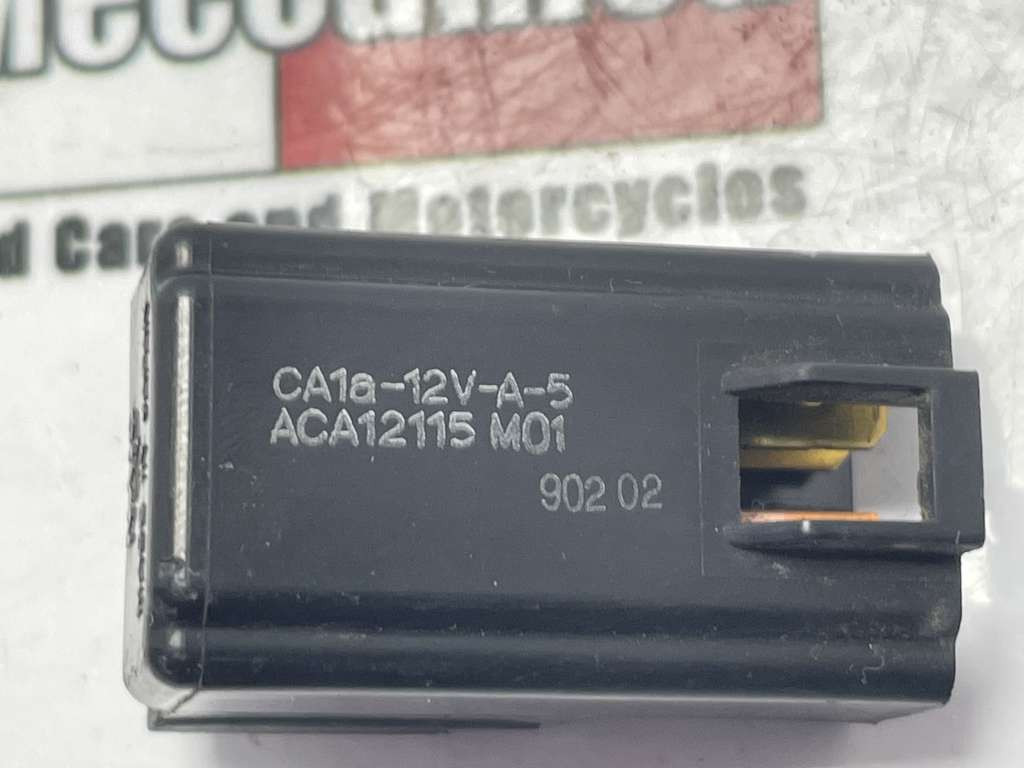 d Cars and Motorcycles
CA1a-12V-A-5
ACA12115 M01
902 02